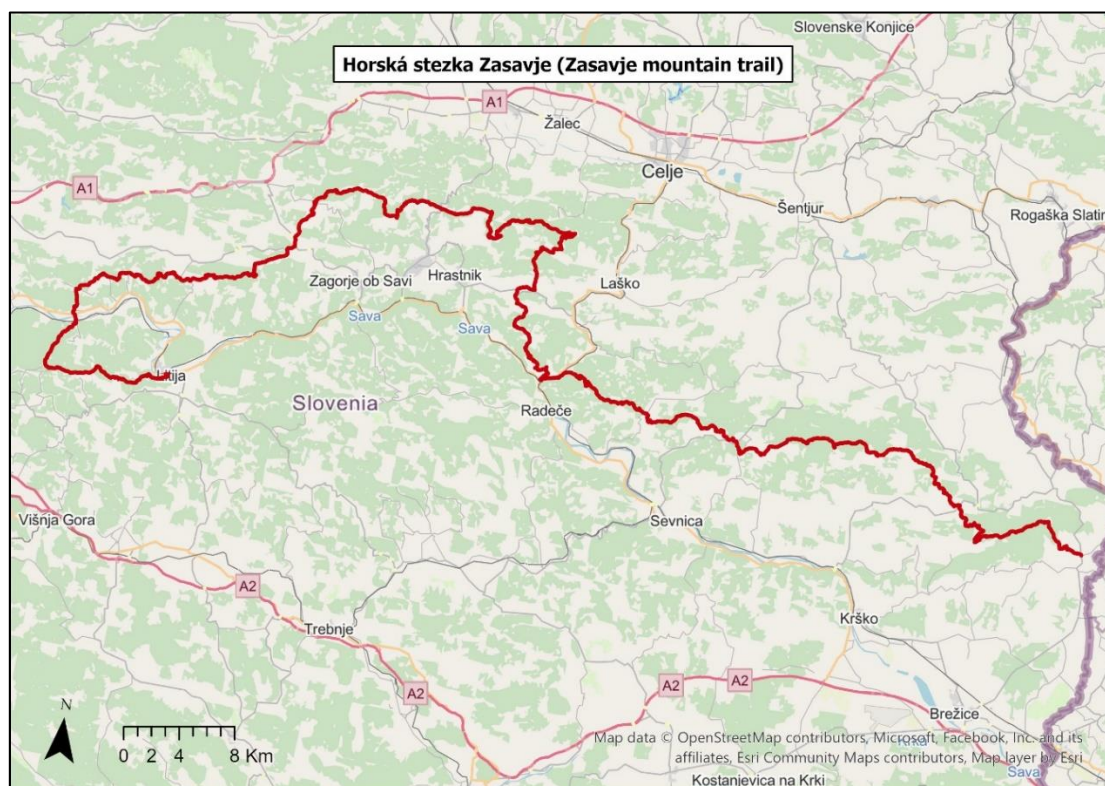 Slovenske Konjice
Horská stezka Zasavje (Zasavje mountain trail)
A1
Žalec
Celje
A1
Šentjur
Rogaška Slatin
Zagorje ob Savi
Hrastnik
Laško
Sava
Sava
Litija
Slovenia
Radeče
Višnja Gora
Sevnica
A2
Krško
Trebnje
A2
A2
A2
N
Brežice
0 2 4 8 Km
Map data © OpenStreetMap contributors, Microsoft, Facebook, Inc. and its
affiliates, Esri Community Maps contributors, Map layer by Esri
Krka
Sava
Kostanjevica na Krki